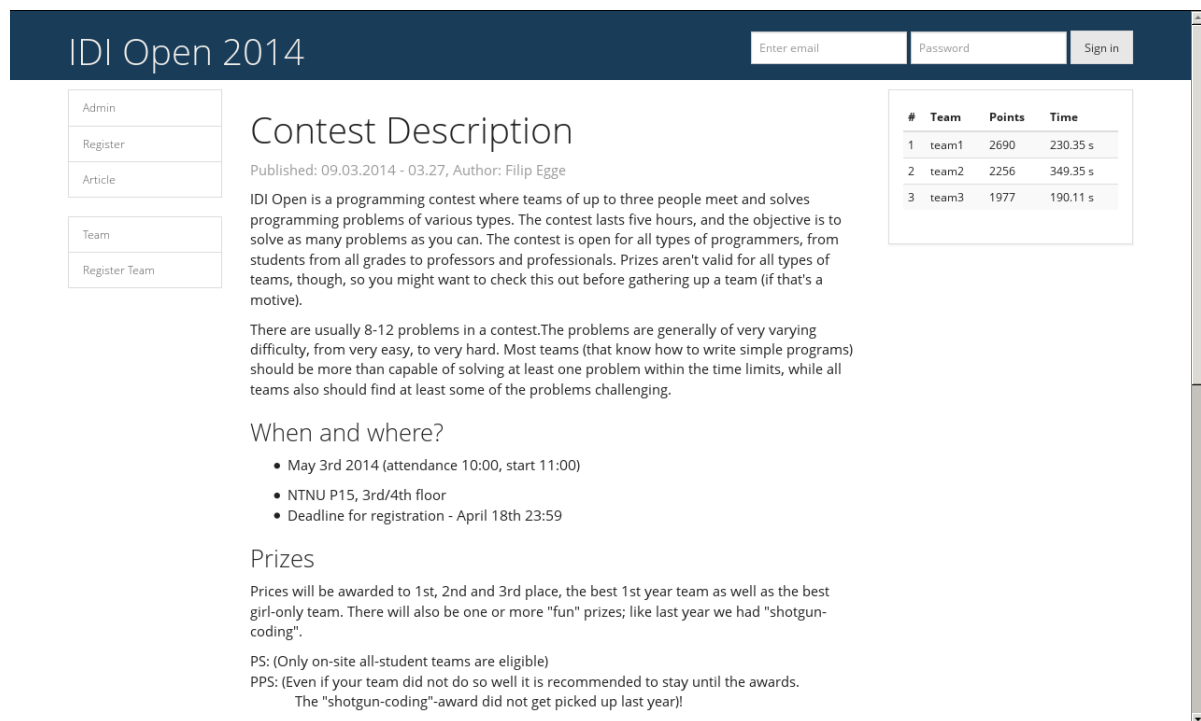 IDI Open 2014
Enter email
Password
Sign in
Admin
Register
Article
Team
Register Team
Contest Description
Published: 09.03.2014 - 03.27, Author: Filip Egge
IDI Open is a programming contest where teams of up to three people meet and solves
programming problems of various types. The contest lasts five hours, and the objective is to
solve as many problems as you can. The contest is open for all types of programmers, from
students from all grades to professors and professionals. Prizes aren't valid for all types of
teams, though, so you might want to check this out before gathering up a team (if that's a
motive).
There are usually 8-12 problems in a contest.The problems are generally of very varying
difficulty, from very easy, to very hard. Most teams (that know how to write simple programs)
should be more than capable of solving at least one problem within the time limits, while all
teams also should find at least some of the problems challenging.
When and where?
• May 3rd 2014 (attendance 10:00, start 11:00)
• NTNU P15, 3rd/4th floor
• Deadline for registration - April 18th 23:59
Prizes
Prices will be awarded to 1st, 2nd and 3rd place, the best 1st year team as well as the best
girl-only team. There will also be one or more "fun" prizes; like last year we had "shotgun-
coding".
PS: (Only on-site all-student teams are eligible)
PPS: (Even if your team did not do so well it is recommended to stay until the awards.
The "shotgun-coding"-award did not get picked up last year)!
# Team Points Time
1 team1 2690 230.35 s
2 team2 2256 349.35 s
3 team3 1977 190.11 s